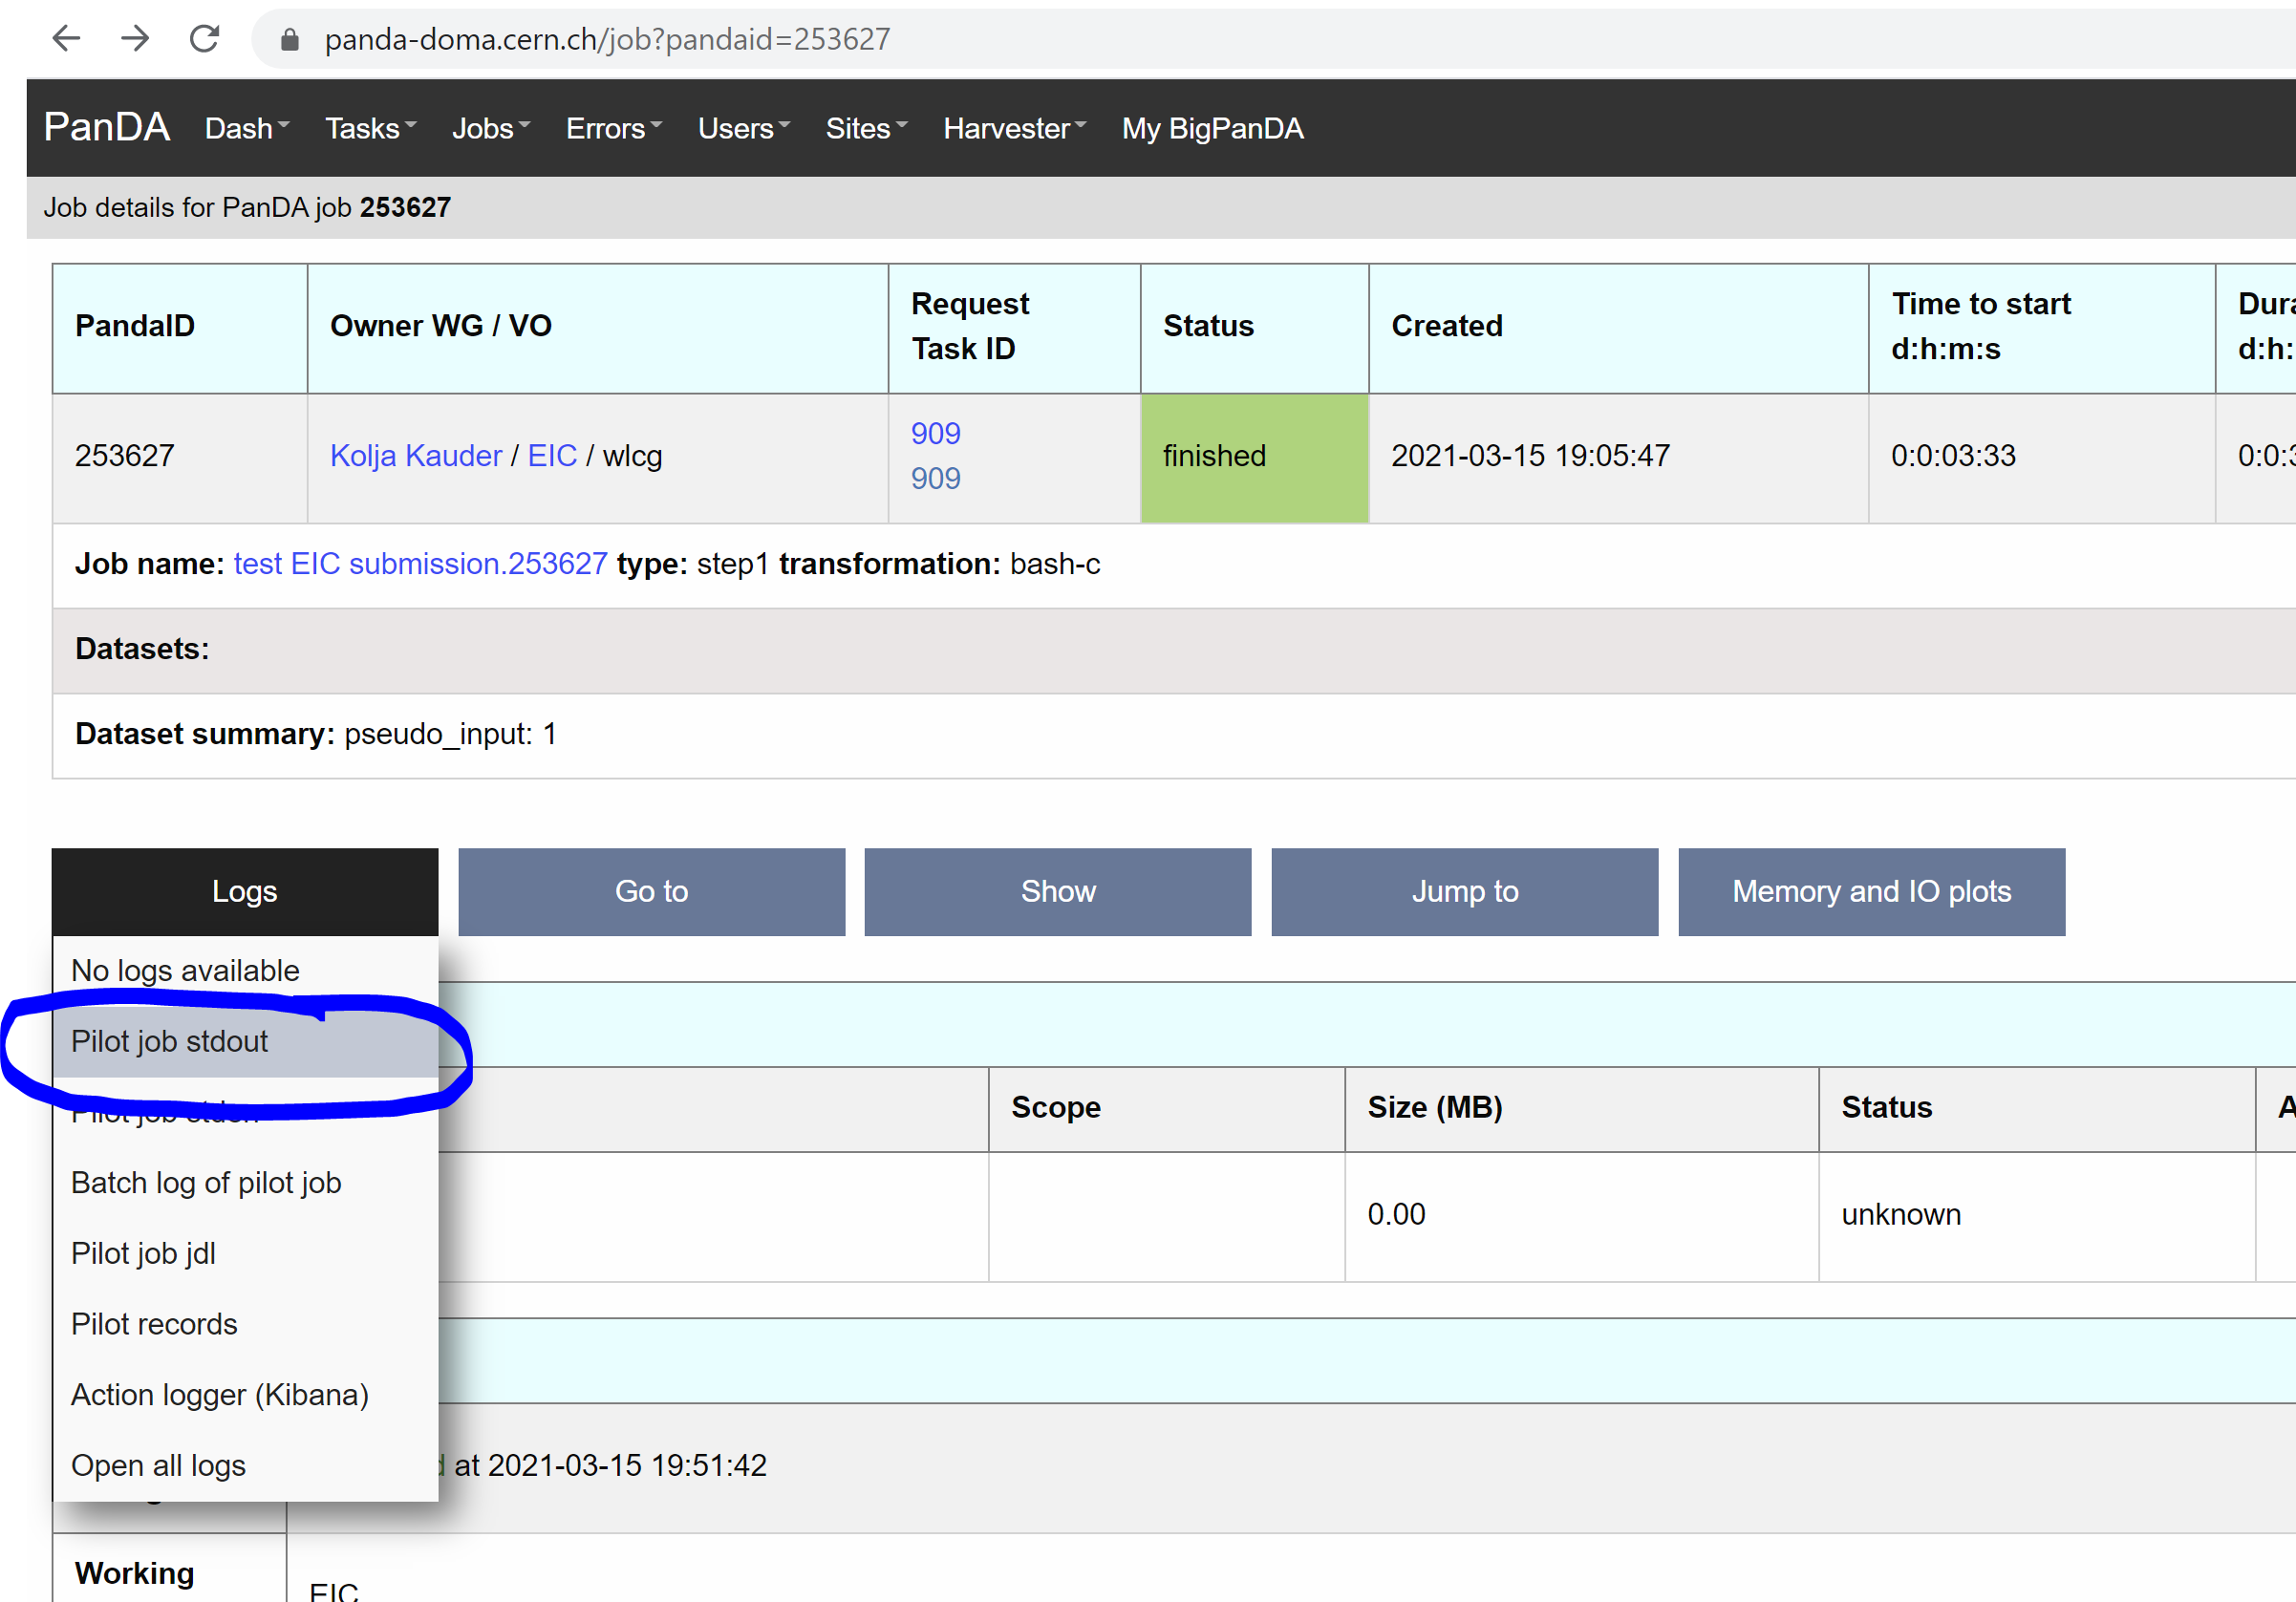 panda-doma.cern.ch/job?pandaid=253627
PanDA Dash Tasks Jobs Errors Users Sites Harvester My BigPanDA
Job details for PanDA job 253627
PandaID Owner WG / VO Request Task ID Status Created Time to start d:h:m:s
253627 Kolja Kauder / EIC / wlcg 909 909 finished 2021-03-15 19:05:47 0:0:03:33
Job name: test EIC submission.253627 type: step1 transformation: bash-c
Datasets:
Dataset summary: pseudo_input: 1
Logs Go to Show Jump to Memory and IO plots
No logs available
Pilot job stdout
Pilot job
Scope Size (MB) Status
Batch log of pilot job
0.00 unknown
Pilot job jdl
Pilot records
Action logger (Kibana)
Open all logs
at 2021-03-15 19:51:42
Working
EIC